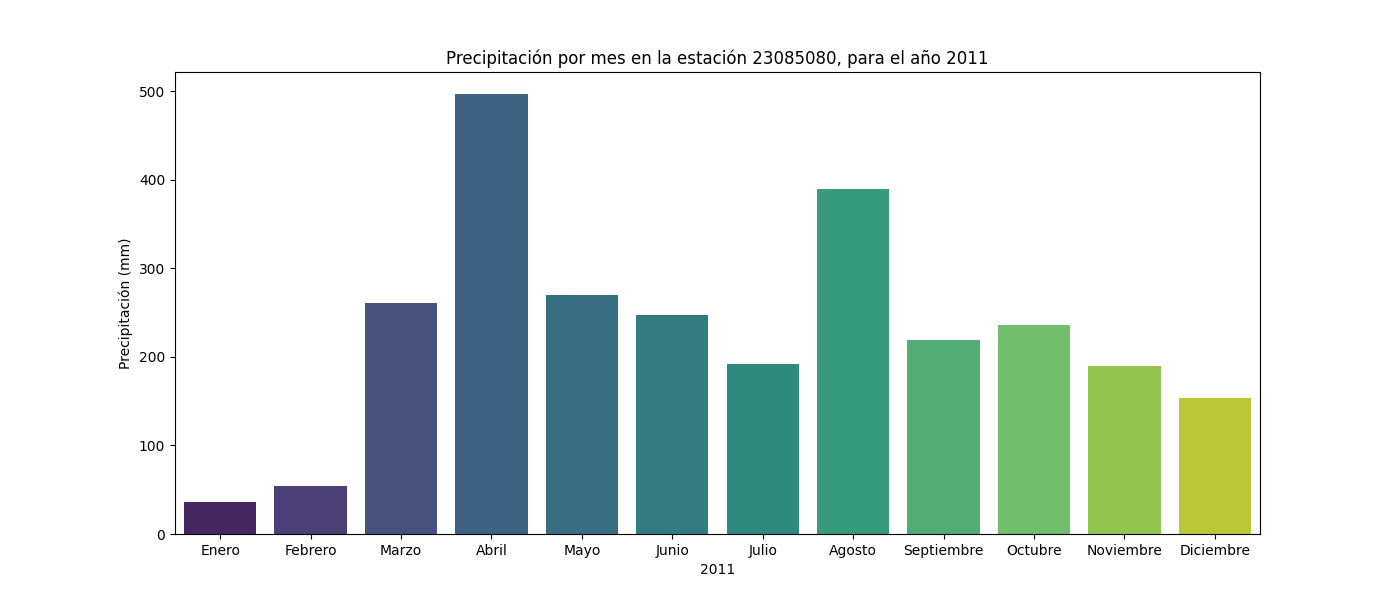 Precipitación por mes en la estación 23085080, para el año 2011
Precipitación (mm)
500
400
300
200
100
0
Enero Febrero Marzo Abril Mayo Junio Julio Agosto Septiembre Octubre Noviembre Diciembre
2011